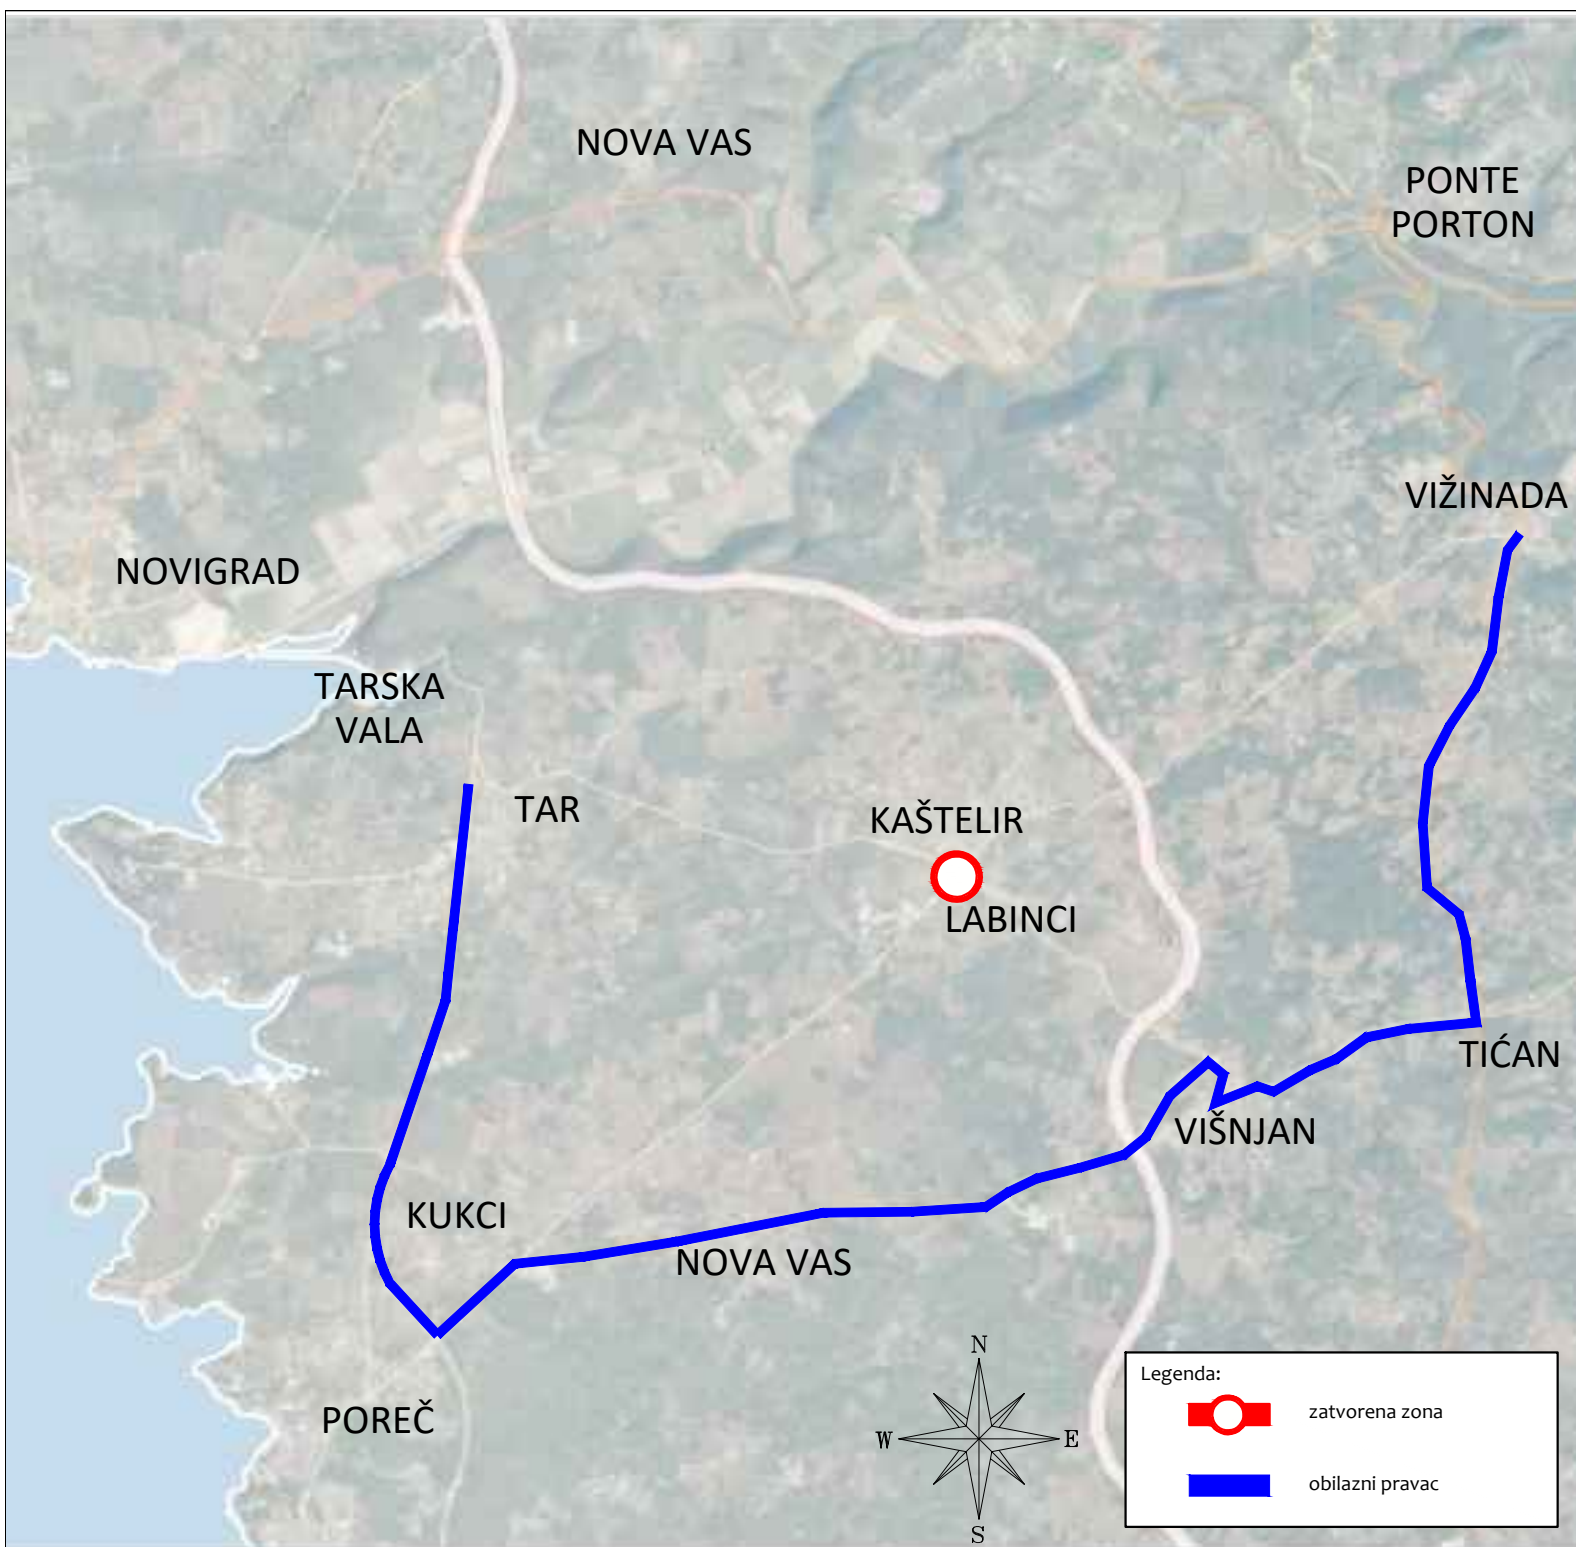 NOVA VAS
PONTE
PORTON
VIŽINADA
NOVIGRAD
TARSKA
VALA
TAR
KAŠTELIR
LABINCI
TIĆAN
VIŠNJAN
KUKCI
NOVA VAS
POREČ
N
W
E
S
Legenda:
zatvorena zona
obilazni pravac